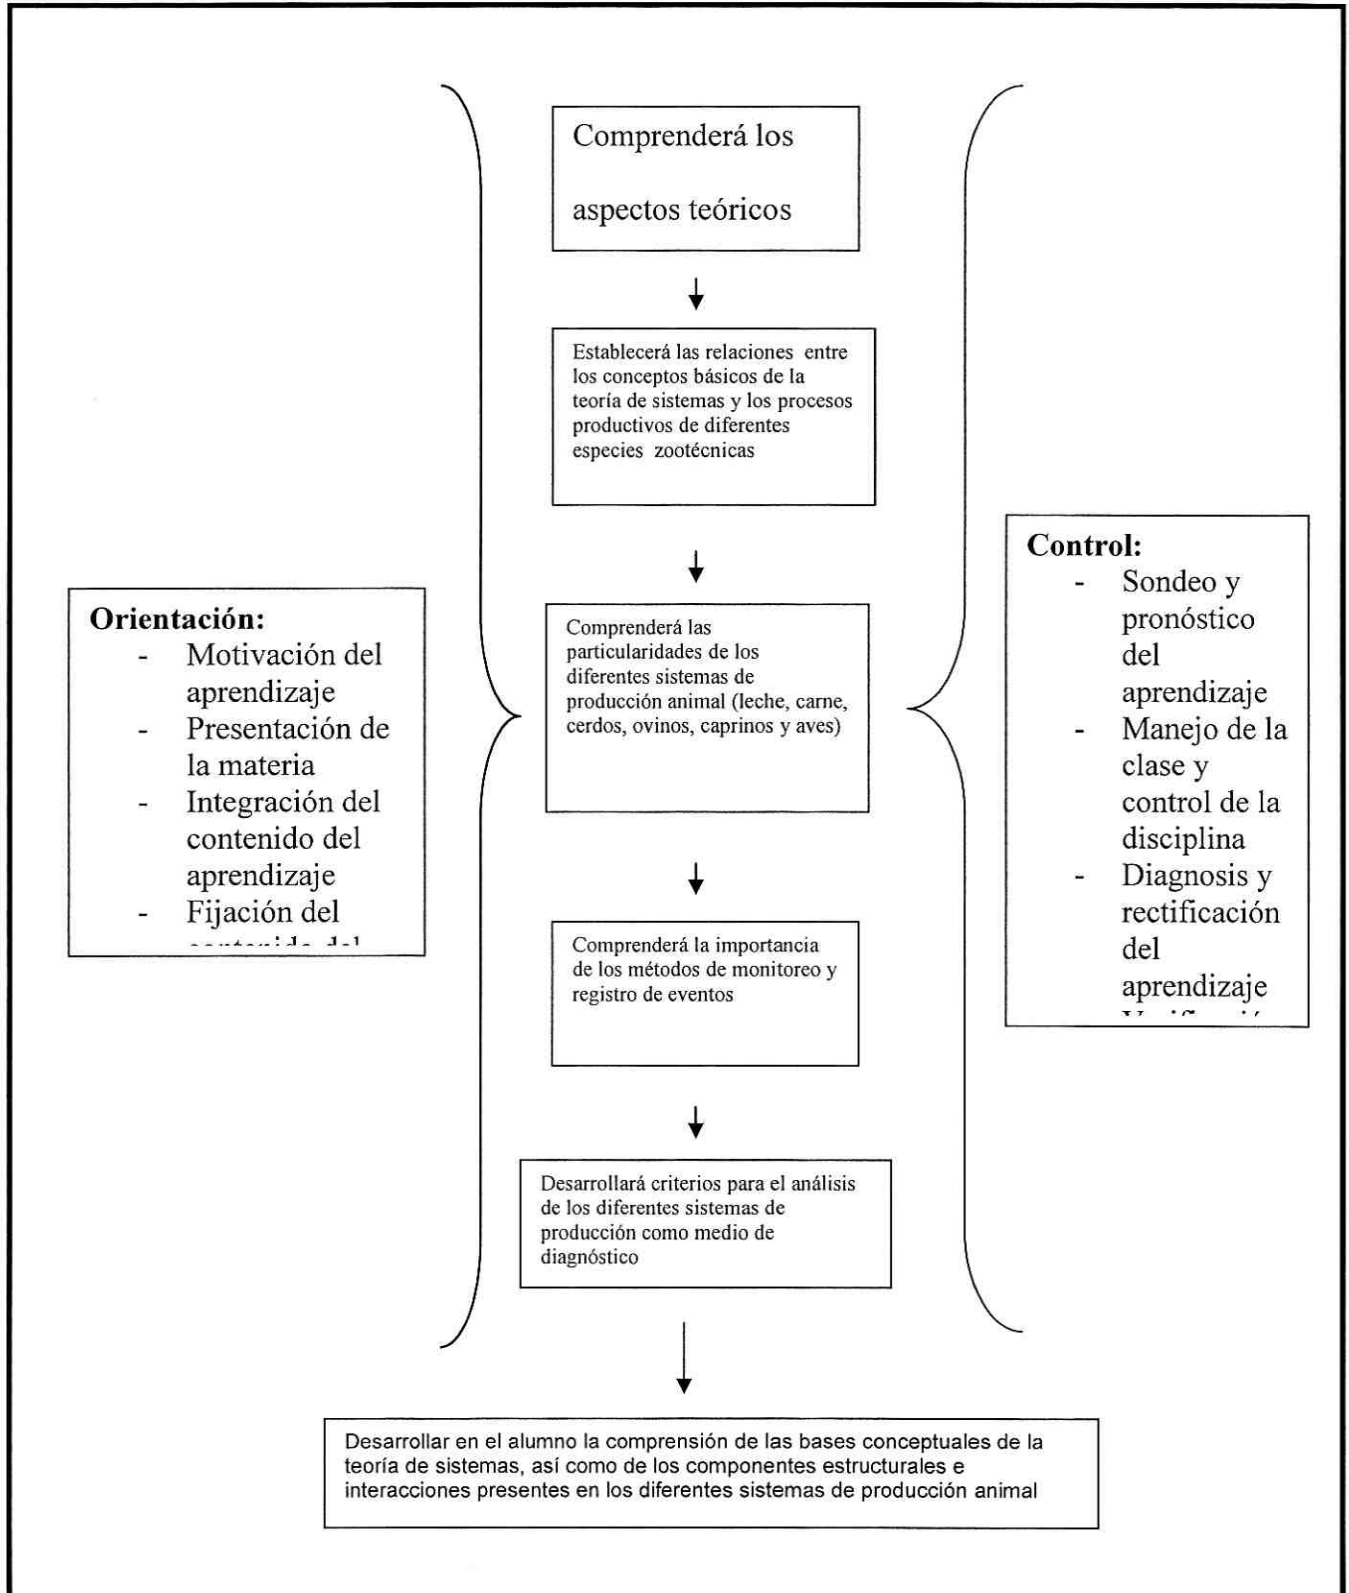 Comprenderá los
aspectos teóricos
Establecerá las relaciones entre
los conceptos básicos de la
teoría de sistemas y los procesos
productivos de diferentes
especies zootécnicas
Orientación:
- Motivación del
aprendizaje
- Presentación de
la materia
- Integración del
contenido del
aprendizaje
- Fijación del
contenido del
Comprenderá las
particularidades de los
diferentes sistemas de
producción animal (leche, carne,
cerdos, ovinos, caprinos y aves)
Control:
- Sondeo y
pronóstico
del
aprendizaje
- Manejo de la
clase y
control de la
disciplina
- Diagnosis y
rectificación
del
aprendizaje
Comprenderá la importancia
de los métodos de monitoreo y
registro de eventos
Desarrollará criterios para el análisis
de los diferentes sistemas de
producción como medio de
diagnóstico
Desarrollar en el alumno la comprensión de las bases conceptuales de la
teoría de sistemas, así como de los componentes estructurales e
interacciones presentes en los diferentes sistemas de producción animal